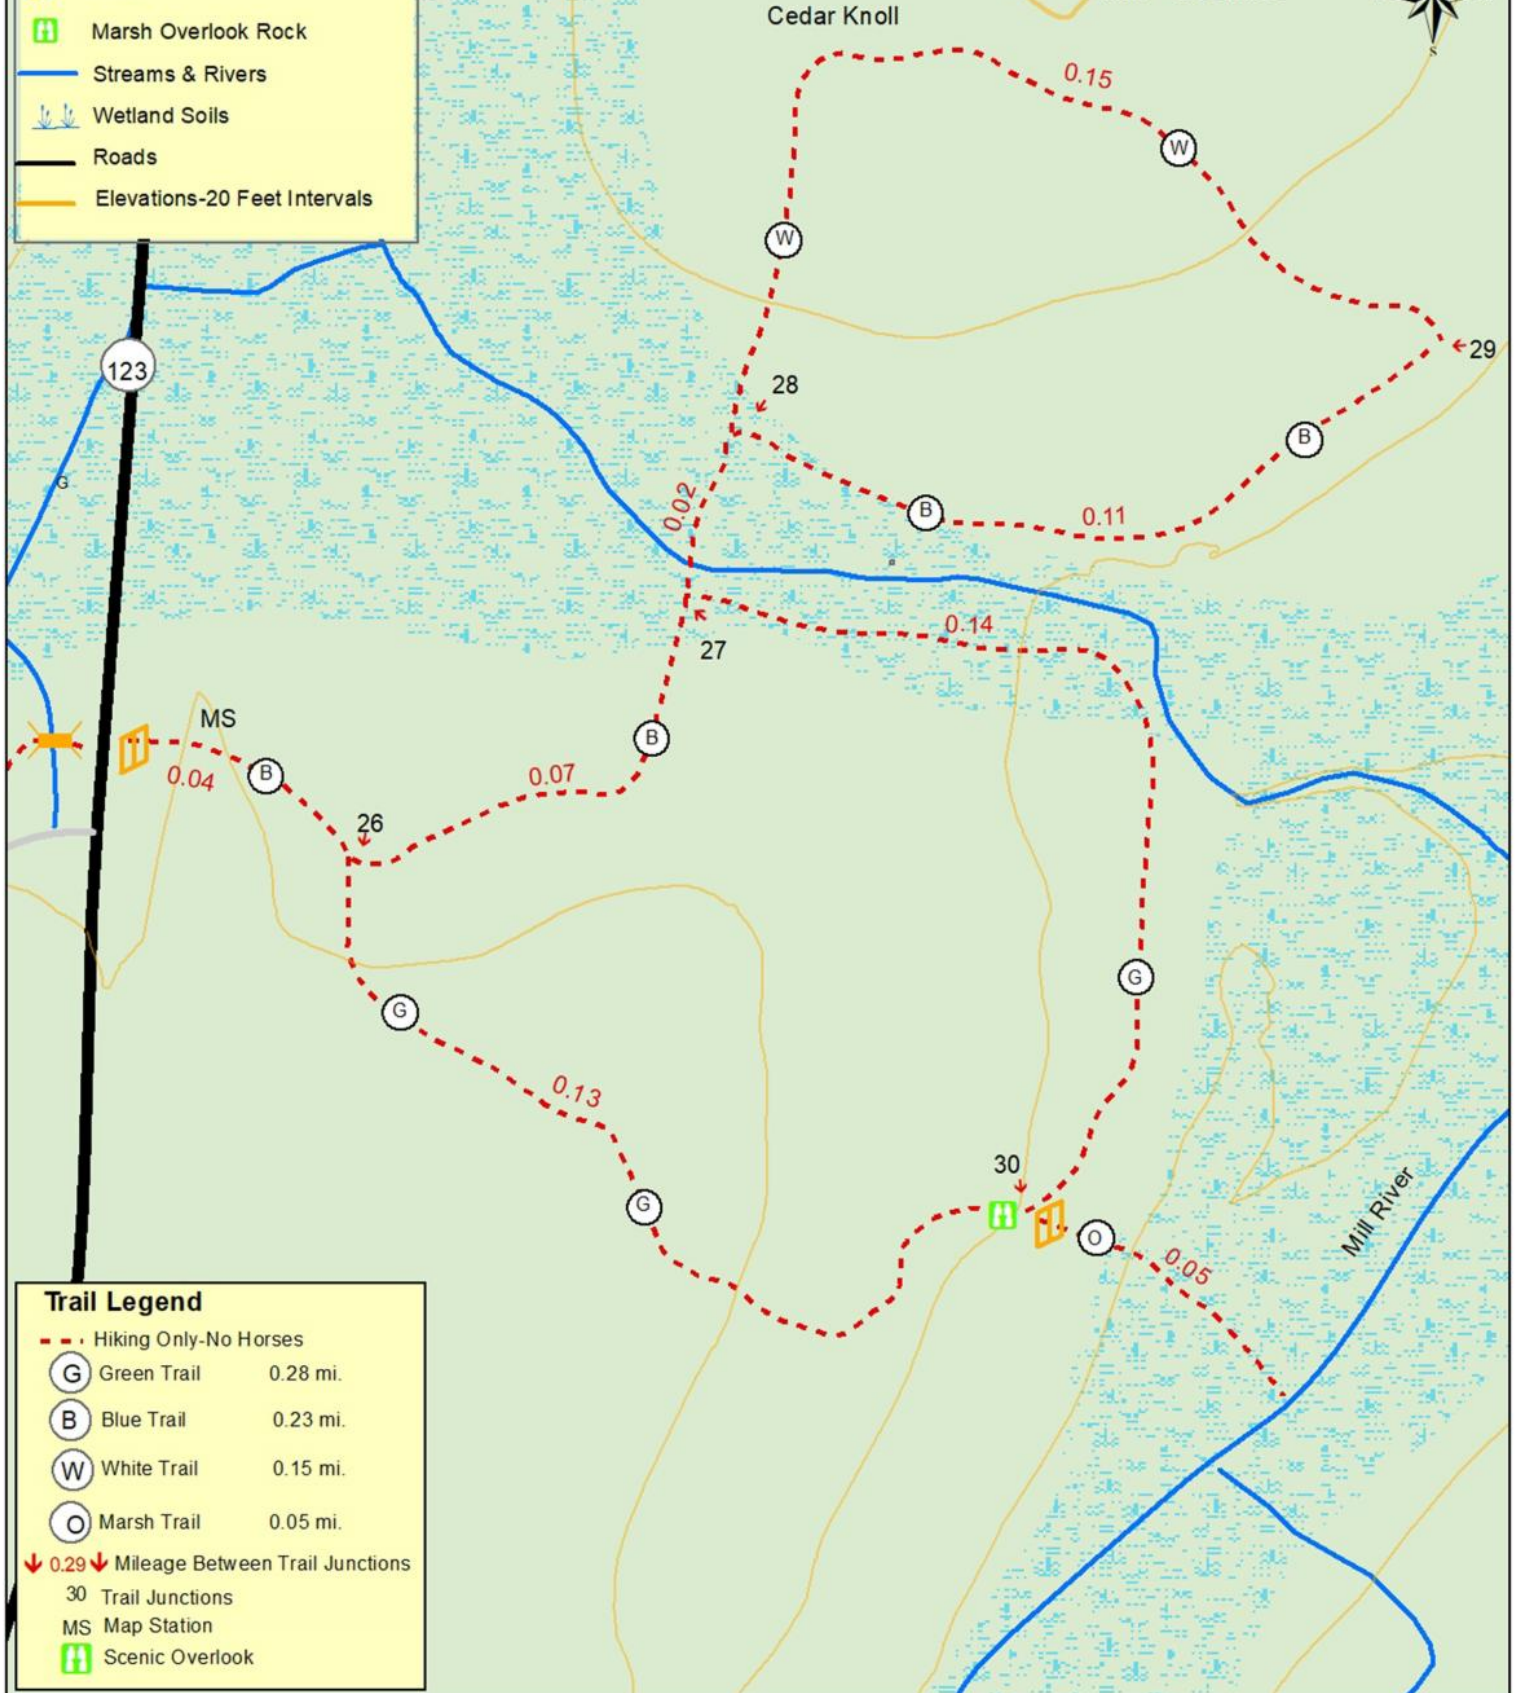 Cedar Knoll
S
Marsh Overlook Rock
Streams & Rivers
Wetland Soils
Roads
Elevations-20 Feet Intervals
0.15
W
W
29
123
28
B
G
0.02
B
0.11
0.14
27
MS
B
B
0.04
0.07
26
G
G
0.13
30
G
O
0.05
Mill River
Trail Legend
Hiking Only-No Horses
G Green Trail 0.28 mi.
B Blue Trail 0.23 mi.
W White Trail 0.15 mi.
O Marsh Trail 0.05 mi.
0.29 Mileage Between Trail Junctions
30 Trail Junctions
MS Map Station
Scenic Overlook